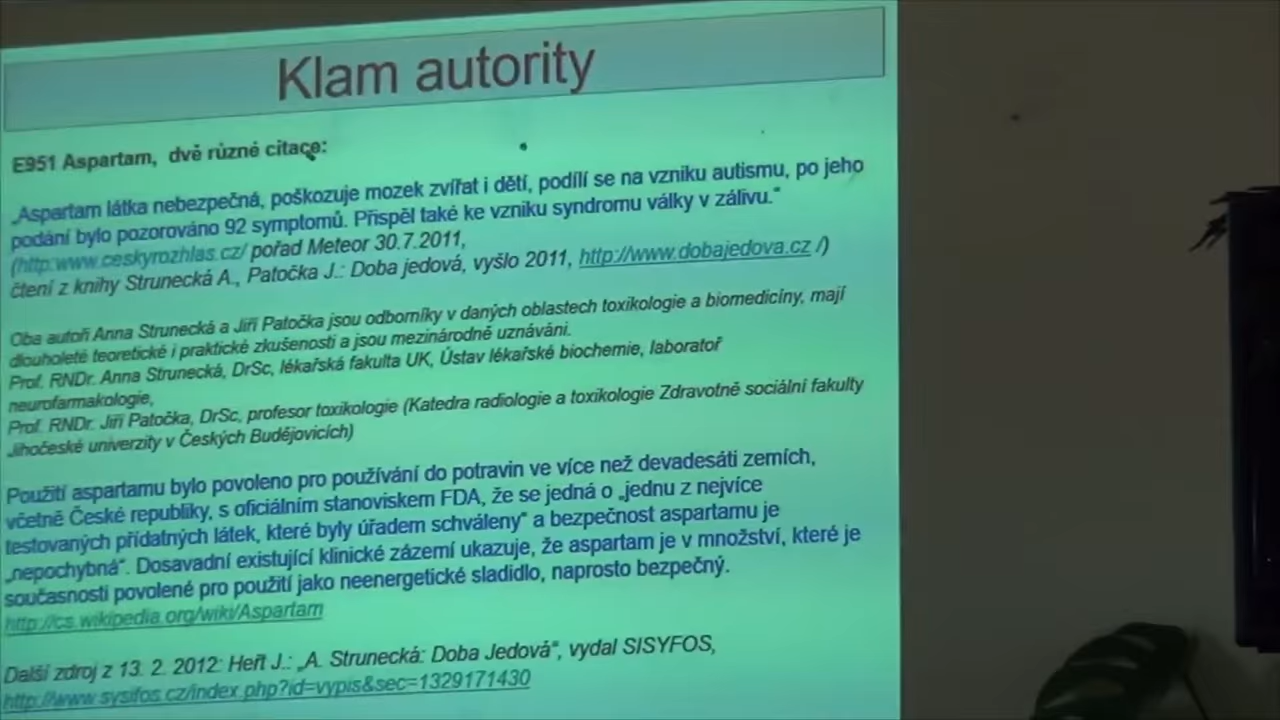 Klam autority
E951 Aspartam, dvě různé citace:
„Aspartam látka nebezpečná, poškozuje mozek zvířat i dětí, podílí se na vzniku autismu, po jeho
podání bylo pozorováno 92 symptomů. Přispěl také ke vzniku syndromu války v zálivu.“
(http:www.ceskyrozhlas.cz/ pořad Meteor 30.7.2011,
čtení z knihy Strunecká A., Patočka J.: Doba jedová, vyšlo 2011, http://www.dobajedova.cz /)
Oba autoři Anna Strunecká a Jiří Patočka jsou odborníky v daných oblastech toxikologie a biomedicíny, mají
dlouholeté teoretické i praktické zkušenosti a jsou mezinárodně uznáváni.
Prof. RNDr. Anna Strunecká, DrSc, lékařská fakulta UK, Ústav lékařské biochemie, laboratoř
neurofarmakologie,
Prof. RNDr. Jiří Patočka, DrSc, profesor toxikologie (Katedra radiologie a toxikologie Zdravotně sociální fakulty
Jihočeské univerzity v Českých Budějovicích)
Použití aspartamu bylo povoleno pro používání do potravin ve více než devadesáti zemích,
včetně České republiky, s oficiálním stanoviskem FDA, že se jedná o „jednu z nejvíce
testovaných přídatných látek, které byly úřadem schváleny“ a bezpečnost aspartamu je
„nepochybná“. Dosavadní existující klinické zázemí ukazuje, že aspartam je v množství, které je
současnosti povolené pro použití jako neenergetické sladidlo, naprosto bezpečný.
http://cs.wikipedia.org/wiki/Aspartam
Další zdroj z 13. 2. 2012: Heřt J.: „A. Strunecká: Doba Jedová“, vydal SISYFOS,
http://www.sysifos.cz/index.php?id=vypis&sec=1329171430